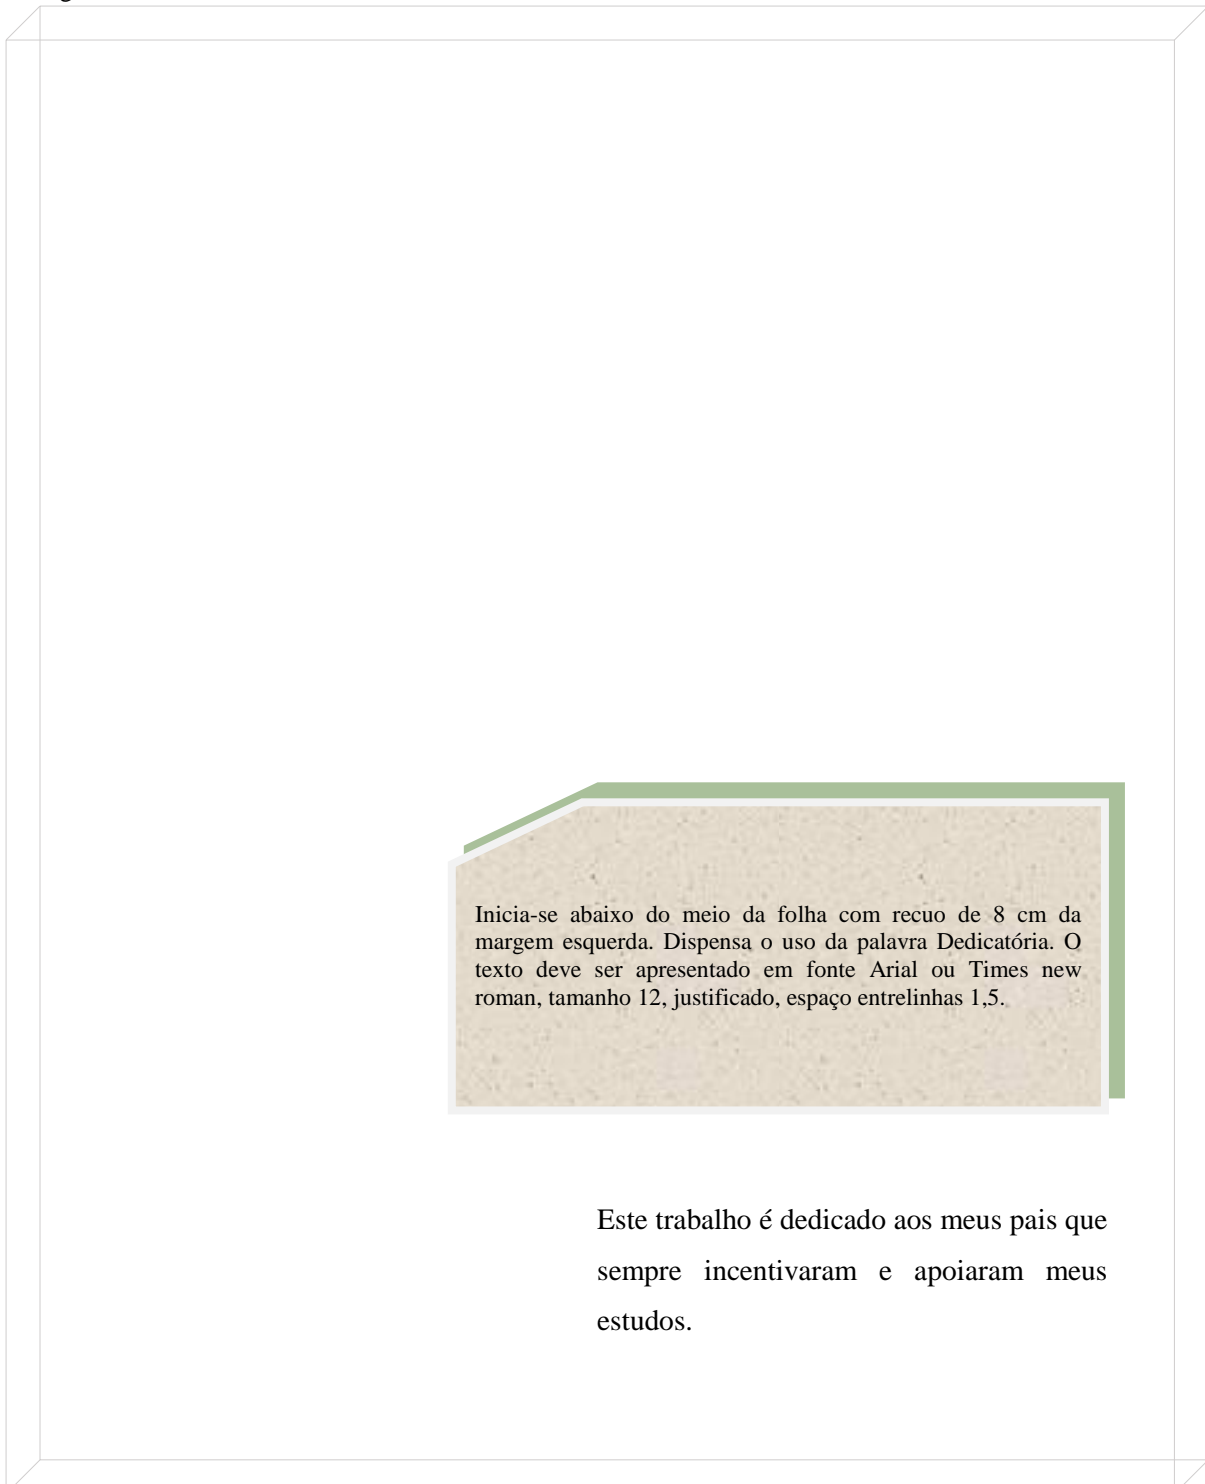 Inicia-se abaixo do meio da folha com recuo de 8 cm da
margem esquerda. Dispensa o uso da palavra Dedicatória. O
texto deve ser apresentado em fonte Arial ou Times new
roman, tamanho 12, justificado, espaço entrelinhas 1,5.
Este trabalho é dedicado aos meus pais que
sempre incentivaram e apoiaram meus
estudos.